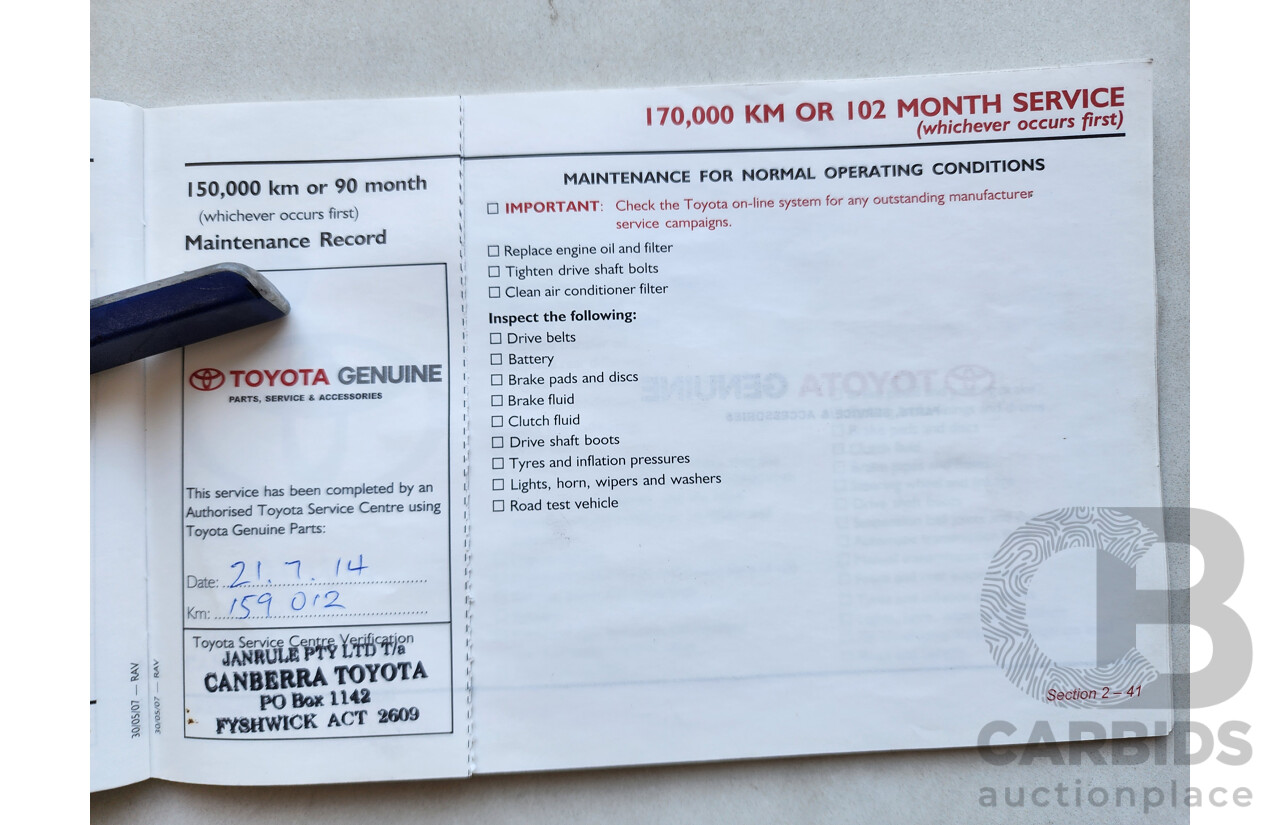 150,000 km or 90 month
(whichever occurs first)
Maintenance Record
TOYOTA GENUINE
PARTS, SERVICE & ACCESSORIES
This service has been completed by an
Authorised Toyota Service Centre using
Toyota Genuine Parts:
Date: 21.7.14
Km: 159 012
Toyota Service Centre Verification
JANRULE PTY LTD T/a
CANBERRA TOYOTA
PO Box 1142
FYSHWICK ACT 2609
30/05/07 — RAV
30/05/07 — RAV
170,000 KM OR 102 MONTH SERVICE
(whichever occurs first)
MAINTENANCE FOR NORMAL OPERATING CONDITIONS
☐ IMPORTANT: Check the Toyota on-line system for any outstanding manufactures
service campaigns.
☐ Replace engine oil and filter
☐ Tighten drive shaft bolts
☐ Clean air conditioner filter
Inspect the following:
☐ Drive belts
☐ Battery
☐ Brake pads and discs
☐ Brake fluid
☐ Clutch fluid
☐ Drive shaft boots
☐ Tyres and inflation pressures
☐ Lights, horn, wipers and washers
☐ Road test vehicle
Section 2 – 41
CB
CARBIDS
auctionplace